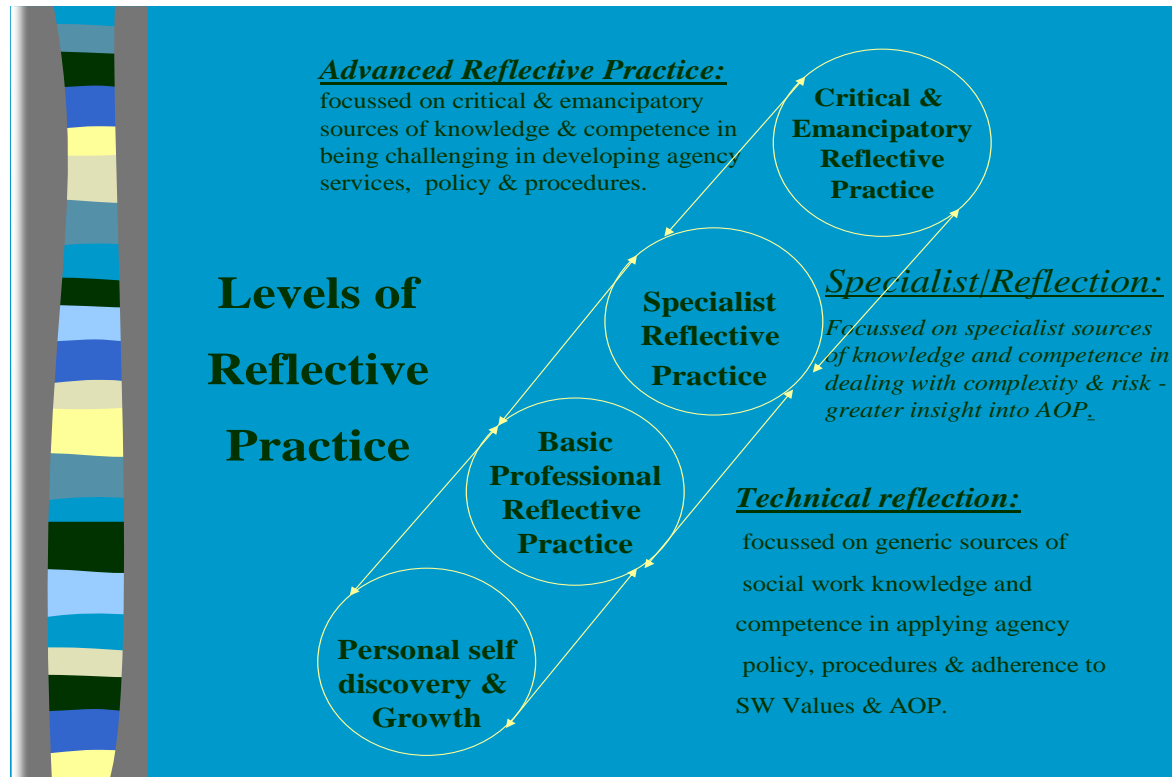 Advanced Reflective Practice:
focussed on critical & emancipatory
sources of knowledge & competence in
being challenging in developing agency
services, policy & procedures.
Critical &
Emancipatory
Reflective
Practice
Levels of
Reflective
Practice
Specialist
Reflective
Practice
Specialist/Reflection:
Focussed on specialist sources
of knowledge and competence in
dealing with complexity & risk -
greater insight into AOP.
Basic
Professional
Reflective
Practice
Technical reflection:
focussed on generic sources of
social work knowledge and
competence in applying agency
policy, procedures & adherence to
SW Values & AOP.
Personal self
discovery &
Growth